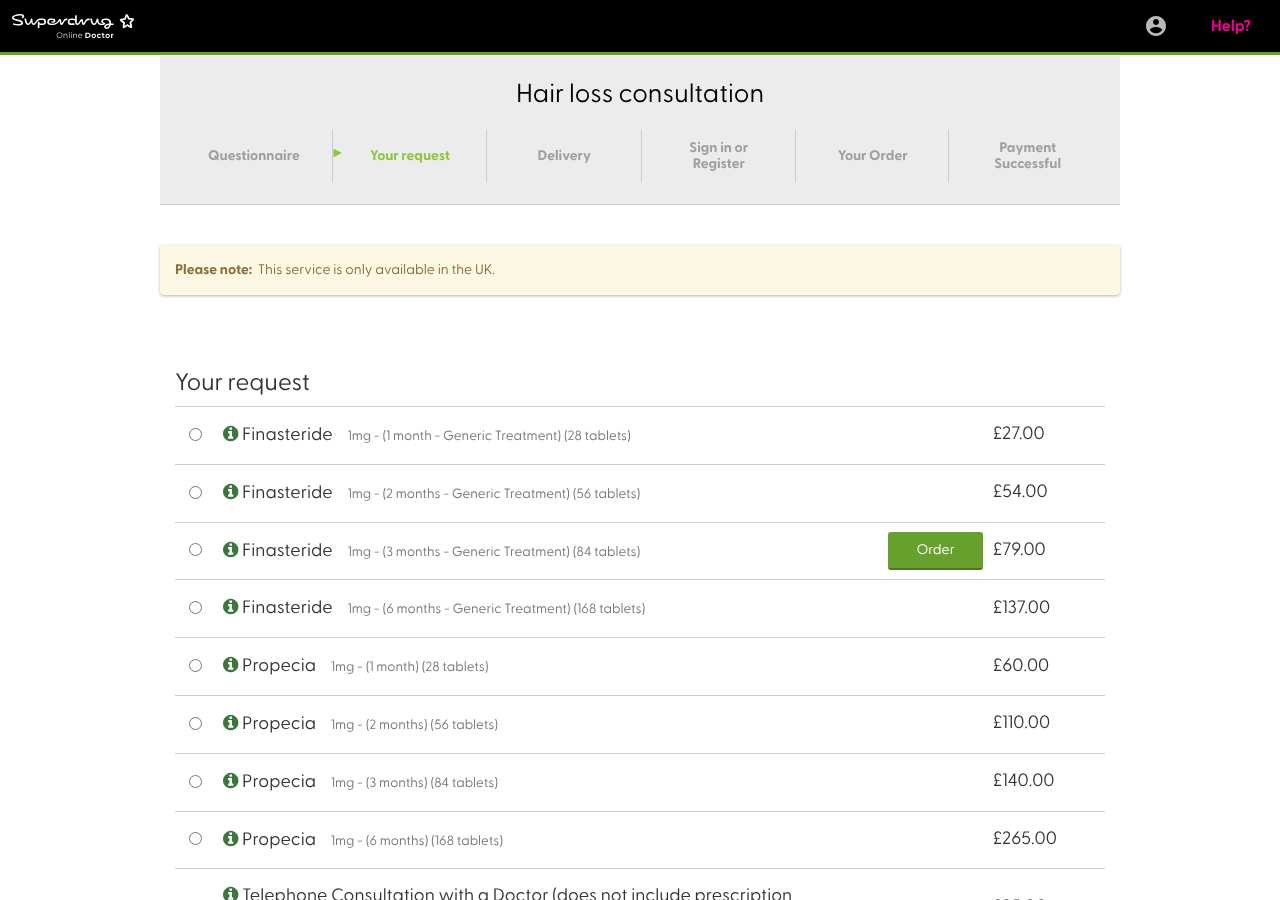 Superdrug
Online Doctor
Help?
Hair loss consultation
Questionnaire
Your request
Delivery
Sign in or
Register
Your Order
Payment
Successful
Please note: This service is only available in the UK.
Your request
Finasteride 1mg - (1 month - Generic Treatment) (28 tablets) £27.00
Finasteride 1mg - (2 months - Generic Treatment) (56 tablets) £54.00
Finasteride 1mg - (3 months - Generic Treatment) (84 tablets) Order £79.00
Finasteride 1mg - (6 months - Generic Treatment) (168 tablets) £137.00
Propecia 1mg - (1 month) (28 tablets) £60.00
Propecia 1mg - (2 months) (56 tablets) £110.00
Propecia 1mg - (3 months) (84 tablets) £140.00
Propecia 1mg - (6 months) (168 tablets) £265.00
Telephone Consultation with a Doctor (does not include prescription